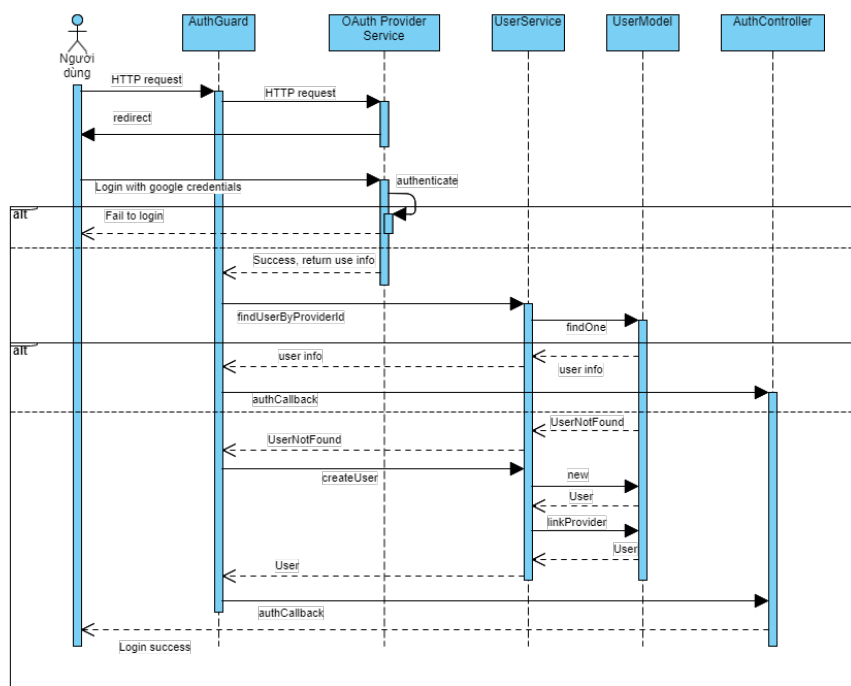 AuthGuard
OAuth Provider
Service
UserService
UserModel
AuthController
Người
dùng
HTTP request
HTTP request
redirect
Login with google credentials
authenticate
alt
Fail to login
Success, return use info
findUserByProviderId
findOne
alt
user info
user info
authCallback
UserNotFound
UserNotFound
createUser
new
User
linkProvider
User
User
authCallback
Login success